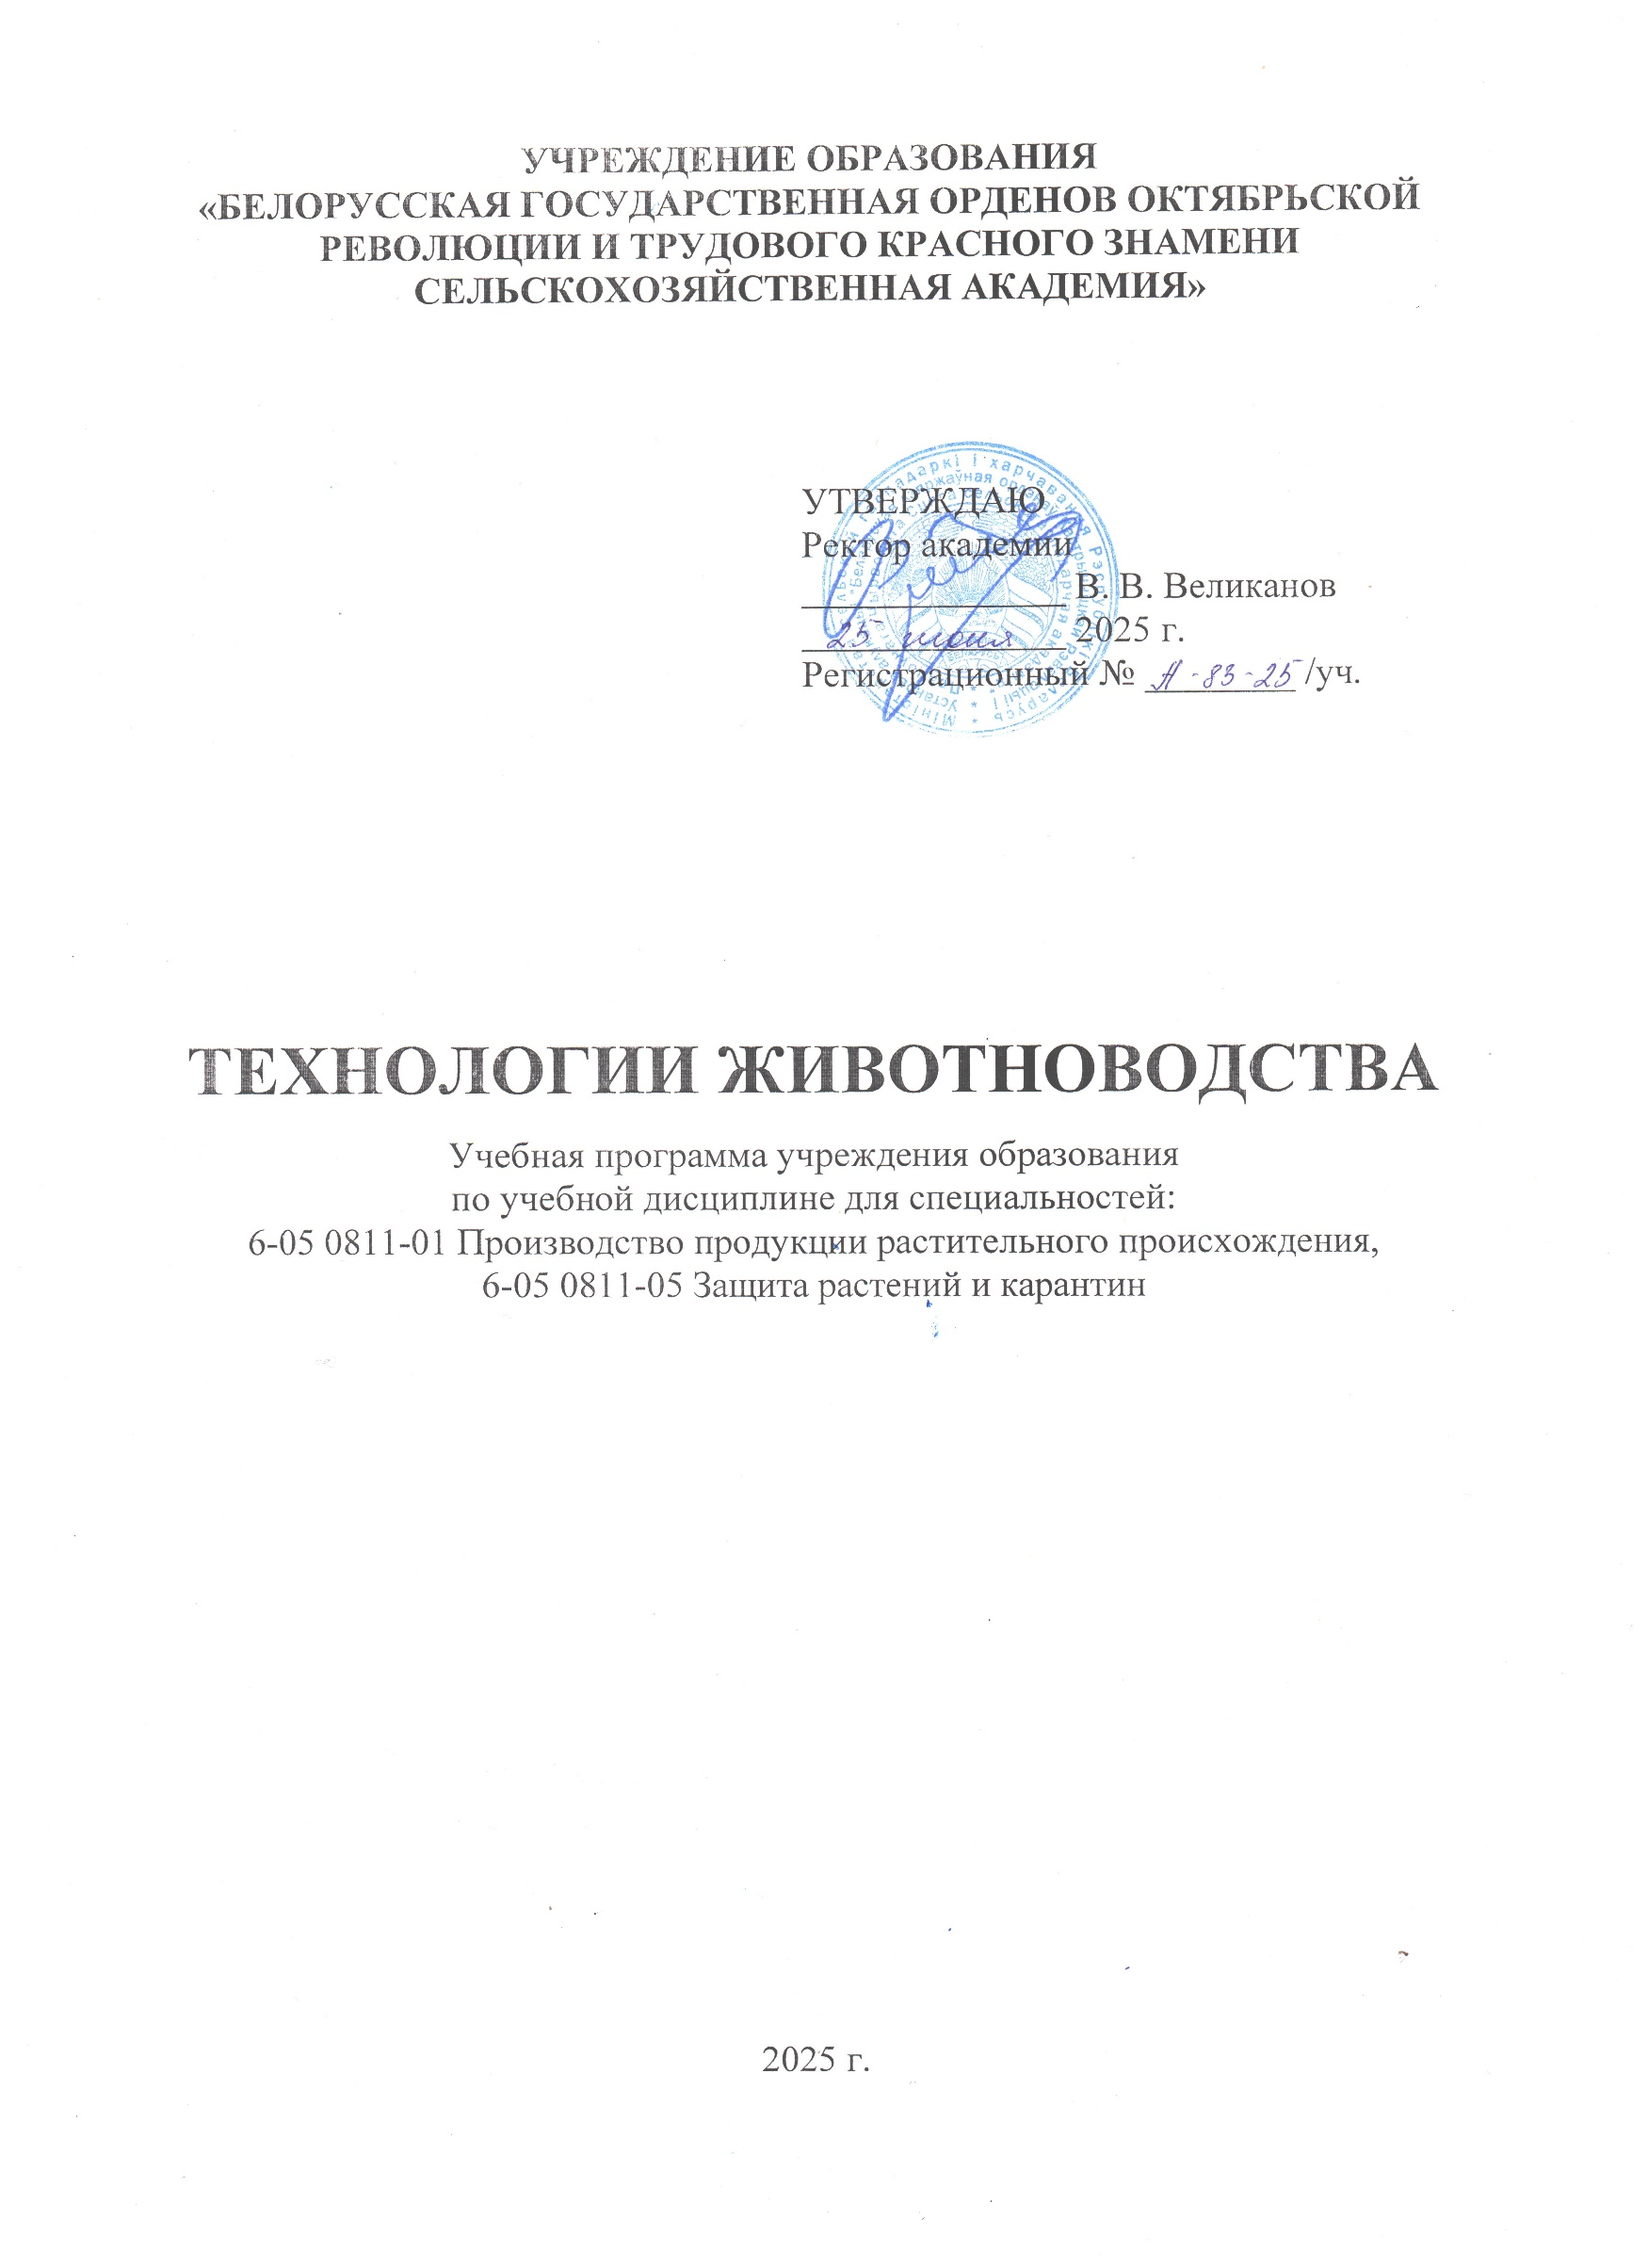 УЧРЕЖДЕНИЕ ОБРАЗОВАНИЯ
«БЕЛОРУССКАЯ ГОСУДАРСТВЕННАЯ ОРДЕНОВ ОКТЯБРЬСКОЙ
РЕВОЛЮЦИИ И ТРУДОВОГО КРАСНОГО ЗНАМЕНИ
СЕЛЬСКОХОЗЯЙСТВЕННАЯ АКАДЕМИЯ»
УТВЕРЖДАЮ
Ректор академии
В. В. Великанов
25 июня 2025 г.
Регистрационный № А-83-25 /уч.
ТЕХНОЛОГИИ ЖИВОТНОВОДСТВА
Учебная программа учреждения образования
по учебной дисциплине для специальностей:
6-05 0811-01 Производство продукции растительного происхождения,
6-05 0811-05 Защита растений и карантин
2025 г.